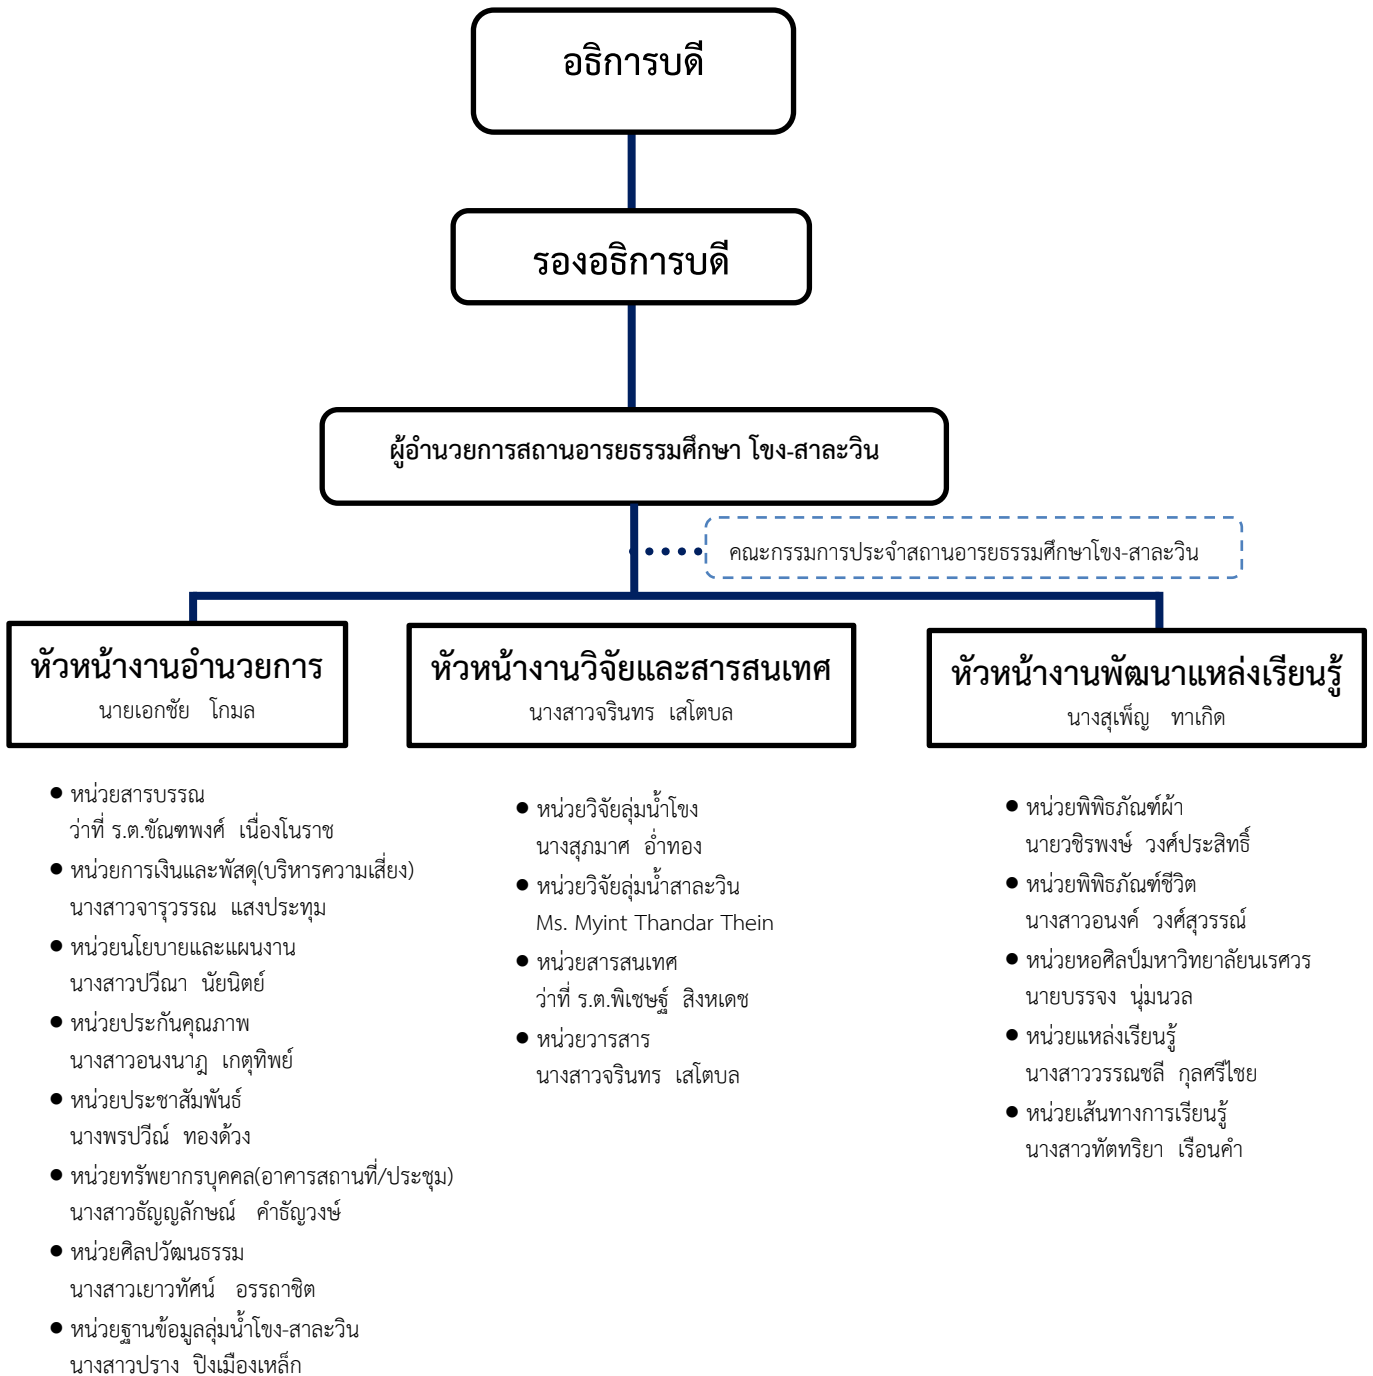 อธิการบดี
รองอธิการบดี
ผู้อำนวยการสถานอารยธรรมศึกษา โขง-สาละวิน
คณะกรรมการประจำสถานอารยธรรมศึกษาโขง-สาละวิน
หัวหน้างานอำนวยการ
นายเอกชัย โกมล
หน่วยสารบรรณ
ว่าที่ ร.ต.ขัณฑพงศ์ เนื่องโนราช
หน่วยการเงินและพัสดุ(บริหารความเสี่ยง)
นางสาวจารุวรรณ แสงประทุม
หน่วยนโยบายและแผนงาน
นางสาวปวีณา นัยนิตย์
หน่วยประกันคุณภาพ
นางสาวอนงนาฎ เกตุทิพย์
หน่วยประชาสัมพันธ์
นางพรปวีณ์ ทองด้วง
หน่วยทรัพยากรบุคคล(อาคารสถานที่/ประชุม)
นางสาวธัญญลักษณ์ คำธัญวงษ์
หน่วยศิลปวัฒนธรรม
นางสาวเยาวทัศน์ อรรถาชิต
หน่วยฐานข้อมูลลุ่มน้ำโขง-สาละวิน
นางสาวปราง ปิงเมืองเหล็ก
หัวหน้างานวิจัยและสารสนเทศ
นางสาวจรินทร เสโตบล
หน่วยวิจัยลุ่มน้ำโขง
นางสุภมาศ อ่ำทอง
หน่วยวิจัยลุ่มน้ำสาละวิน
Ms. Myint Thandar Thein
หน่วยสารสนเทศ
ว่าที่ ร.ต.พิเชษฐ์ สิงหเดช
หน่วยวารสาร
นางสาวจรินทร เสโตบล
หัวหน้างานพัฒนาแหล่งเรียนรู้
นางสุเพ็ญ ทาเกิด
หน่วยพิพิธภัณฑ์ผ้า
นายวชิรพงษ์ วงศ์ประสิทธิ์
หน่วยพิพิธภัณฑ์ชีวิต
นางสาวอนงค์ วงศ์สุวรรณ์
หน่วยหอศิลป์มหาวิทยาลัยนเรศวร
นายบรรจง นุ่มนวล
หน่วยแหล่งเรียนรู้
นางสาววรรณชลี กุลศรีไชย
หน่วยเส้นทางการเรียนรู้
นางสาวทัตทริยา เรือนคำ